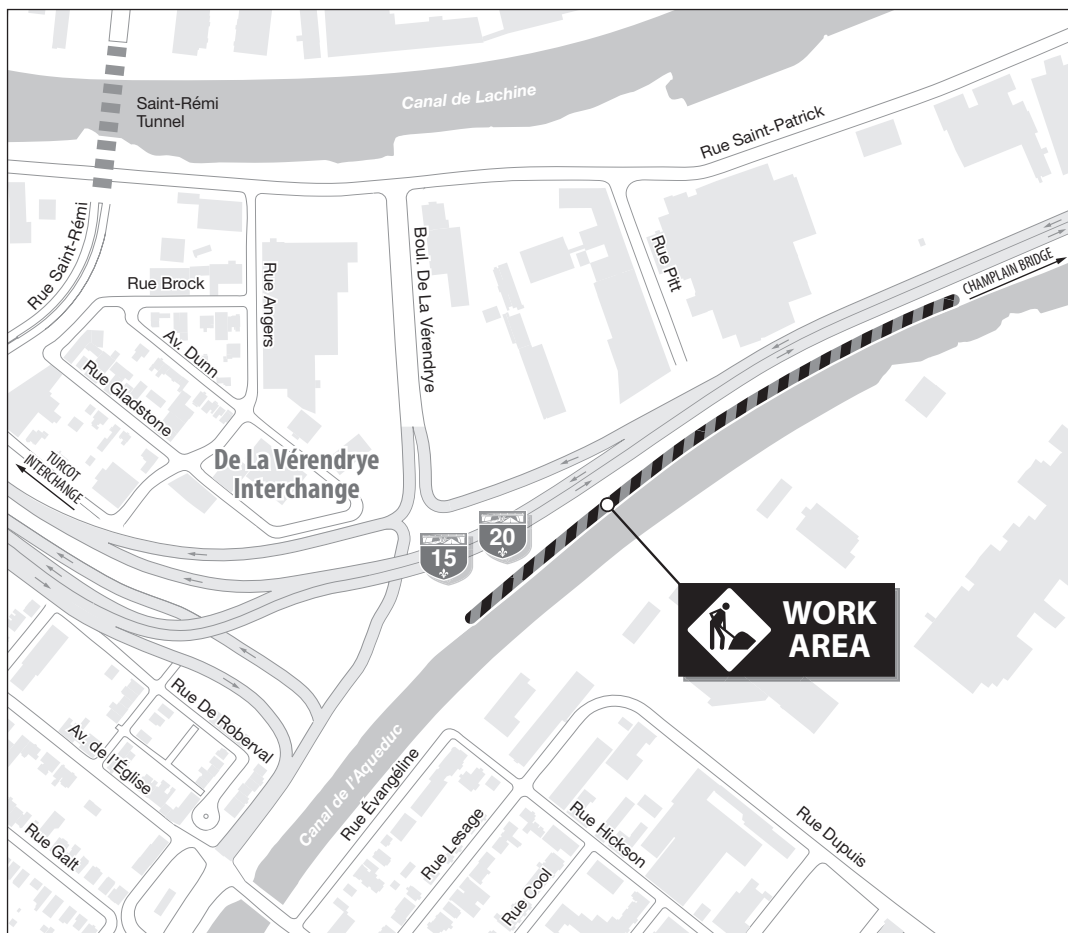 Canal de Lachine
Saint-Rémi
Tunnel
Rue Saint-Patrick
Rue Saint-Rémi
Rue Brock
Rue Angers
Boul. De La Vérendrye
Rue Pitt
CHAMPLAIN BRIDGE
Av. Dunn
Rue Gladstone
TURCOT
INTERCHANGE
De La Vérendrye
Interchange
15
20
WORK
AREA
Rue De Roberval
Av. de l'Église
Rue Galt
Canal de l'Aqueduc
Rue Évangéline
Rue Lesage
Rue Cool
Rue Hickson
Rue Dupuis